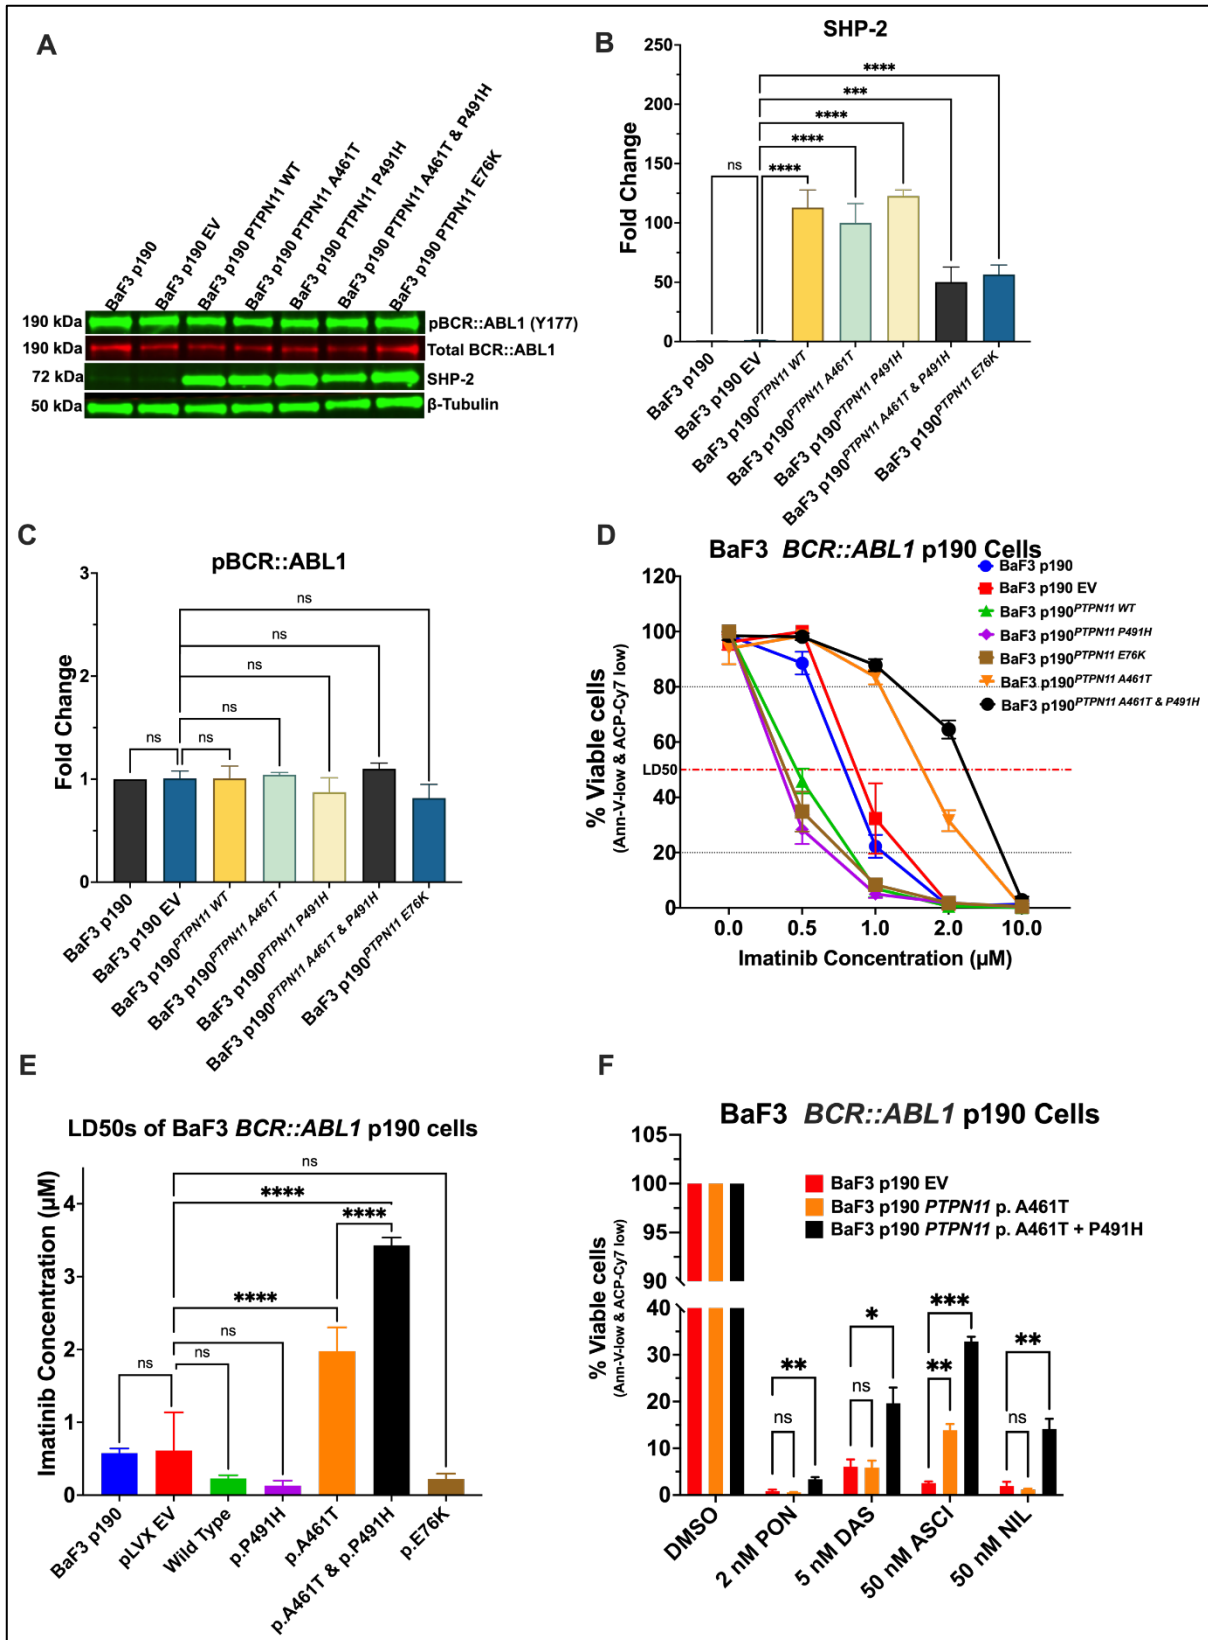 A
BaF3 p190
BaF3 p190 EV
BaF3 p190 PTPN11 WT
BaF3 p190 PTPN11 A461T
BaF3 p190 PTPN11 P491H
BaF3 p190 PTPN11 A461T & P491H
BaF3 p190 PTPN11 E76K
190 kDa pBCR::ABL1 (Y177)
190 kDa Total BCR::ABL1
72 kDa SHP-2
50 kDa β-Tubulin
B
SHP-2
Fold Change
250
200
150
100
50
0
****
***
****
****
ns
****
BaF3 p190
BaF3 p190 EV
BaF3 p190PTPN11 WT
BaF3 p190PTPN11 A461T
BaF3 p190PTPN11 P491H
BaF3 p190PTPN11 A461T & P491H
BaF3 p190PTPN11 E76K
C
pBCR::ABL1
Fold Change
3
2
1
0
ns
ns
ns
ns
ns
ns
BaF3 p190
BaF3 p190 EV
BaF3 p190PTPN11 WT
BaF3 p190PTPN11 A461T
BaF3 p190PTPN11 P491H
BaF3 p190PTPN11 A461T & P491H
BaF3 p190PTPN11 E76K
D
BaF3 BCR::ABL1 p190 Cells
% Viable cells
(Ann-V-low & ACP-Cy7 low)
120
100
80
60
LD50
40
20
0
BaF3 p190
BaF3 p190 EV
BaF3 p190PTPN11 WT
BaF3 p190PTPN11 P491H
BaF3 p190PTPN11 E76K
BaF3 p190PTPN11 A461T
BaF3 p190PTPN11 A461T & P491H
0.0 0.5 1.0 2.0 10.0
Imatinib Concentration (µM)
E
LD50s of BaF3 BCR::ABL1 p190 cells
Imatinib Concentration (µM)
4
3
2
1
0
ns
****
****
****
ns
ns
ns
BaF3 p190
pLVX EV
Wild Type
p.P491H
p.A461T
p.A461T & p.P491H
p.E76K
F
BaF3 BCR::ABL1 p190 Cells
% Viable cells
(Ann-V-low & ACP-Cy7 low)
105
100
95
90
40
30
20
10
5
0
BaF3 p190 EV
BaF3 p190 PTPN11 p. A461T
BaF3 p190 PTPN11 p. A461T + P491H
**
ns
*
ns
***
**
**
ns
DMSO
2 nM PON
5 nM DAS
50 nM ASCI
50 nM NIL